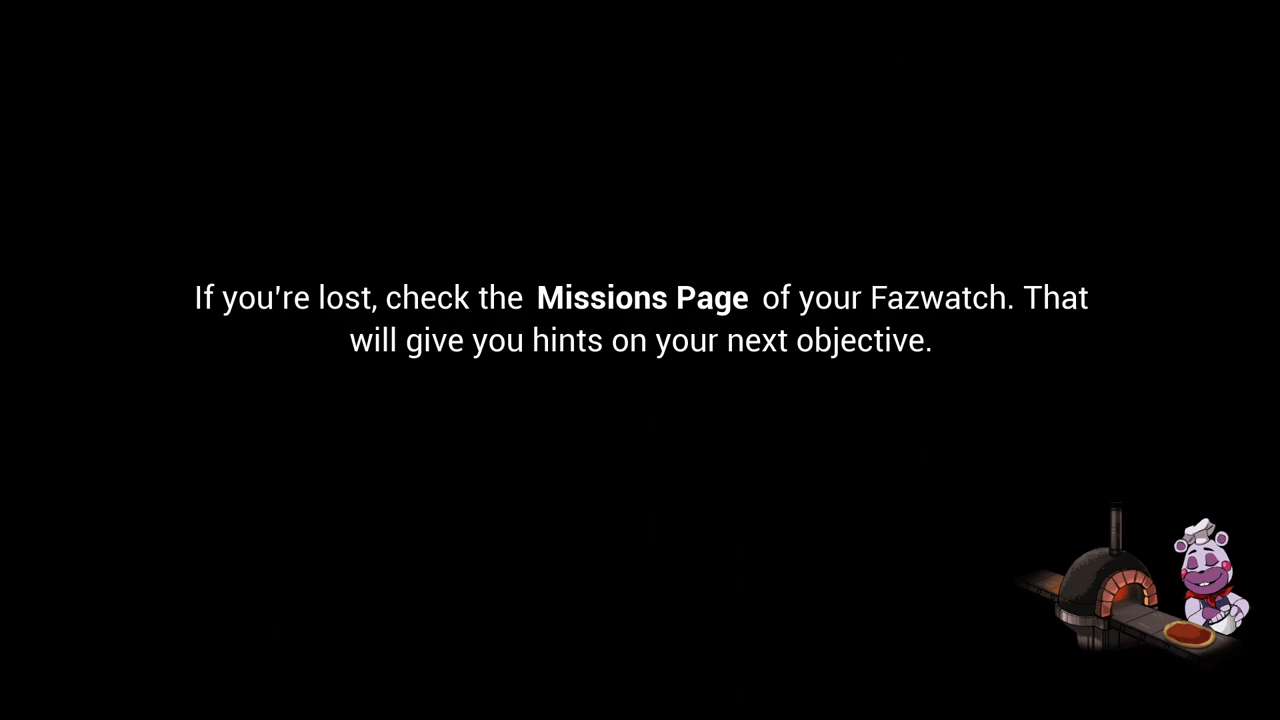 If you're lost, check the Missions Page of your Fazwatch. That
will give you hints on your next objective.